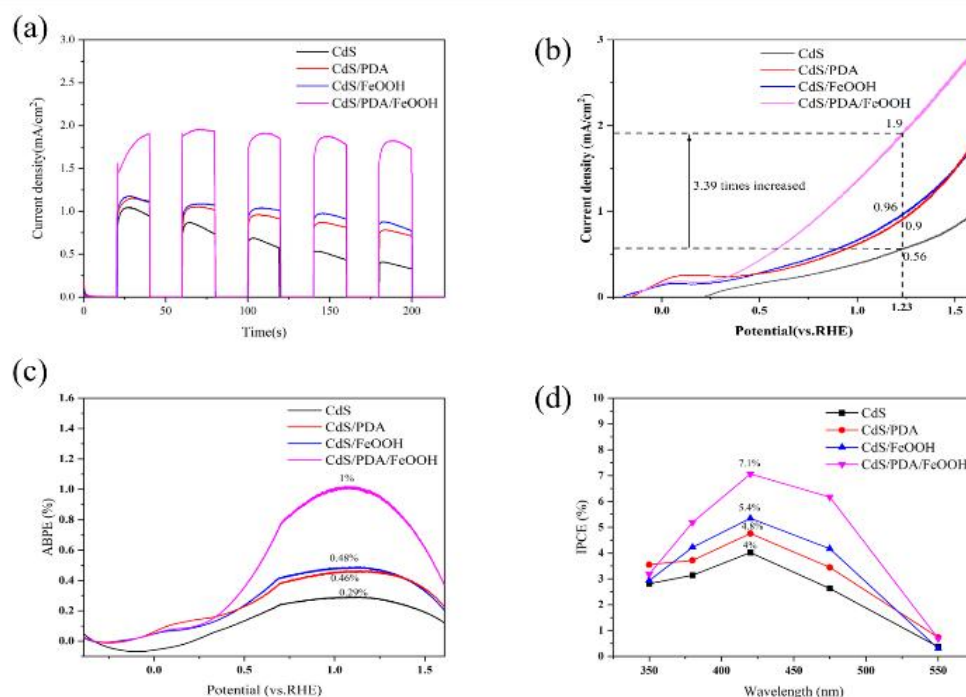 (a)
3.0
2.5
2.0
1.5
1.0
0.5
0.0
Current density(mA/cm²)
CdS
CdS/PDA
CdS/FeOOH
CdS/PDA/FeOOH
0
50
100
150
200
Time(s)
(b)
3
2
1
0
Current density(mA/cm²)
CdS
CdS/PDA
CdS/FeOOH
CdS/PDA/FeOOH
1.9
3.39 times increased
0.96
0.9
0.56
0.0
0.5
1.0
1.23
1.5
Potential(vs.RHE)
(c)
1.6
1.4
1.2
1.0
0.8
0.6
0.4
0.2
0.0
ABPE (%)
CdS
CdS/PDA
CdS/FeOOH
CdS/PDA/FeOOH
1%
0.48%
0.46%
0.29%
0.0
0.5
1.0
1.5
Potential (vs.RHE)
(d)
10
9
8
7
6
5
4
3
2
1
0
IPCE (%)
CdS
CdS/PDA
CdS/FeOOH
CdS/PDA/FeOOH
7.1%
5.4%
4.8%
4%
350
400
450
500
550
Wavelength (nm)